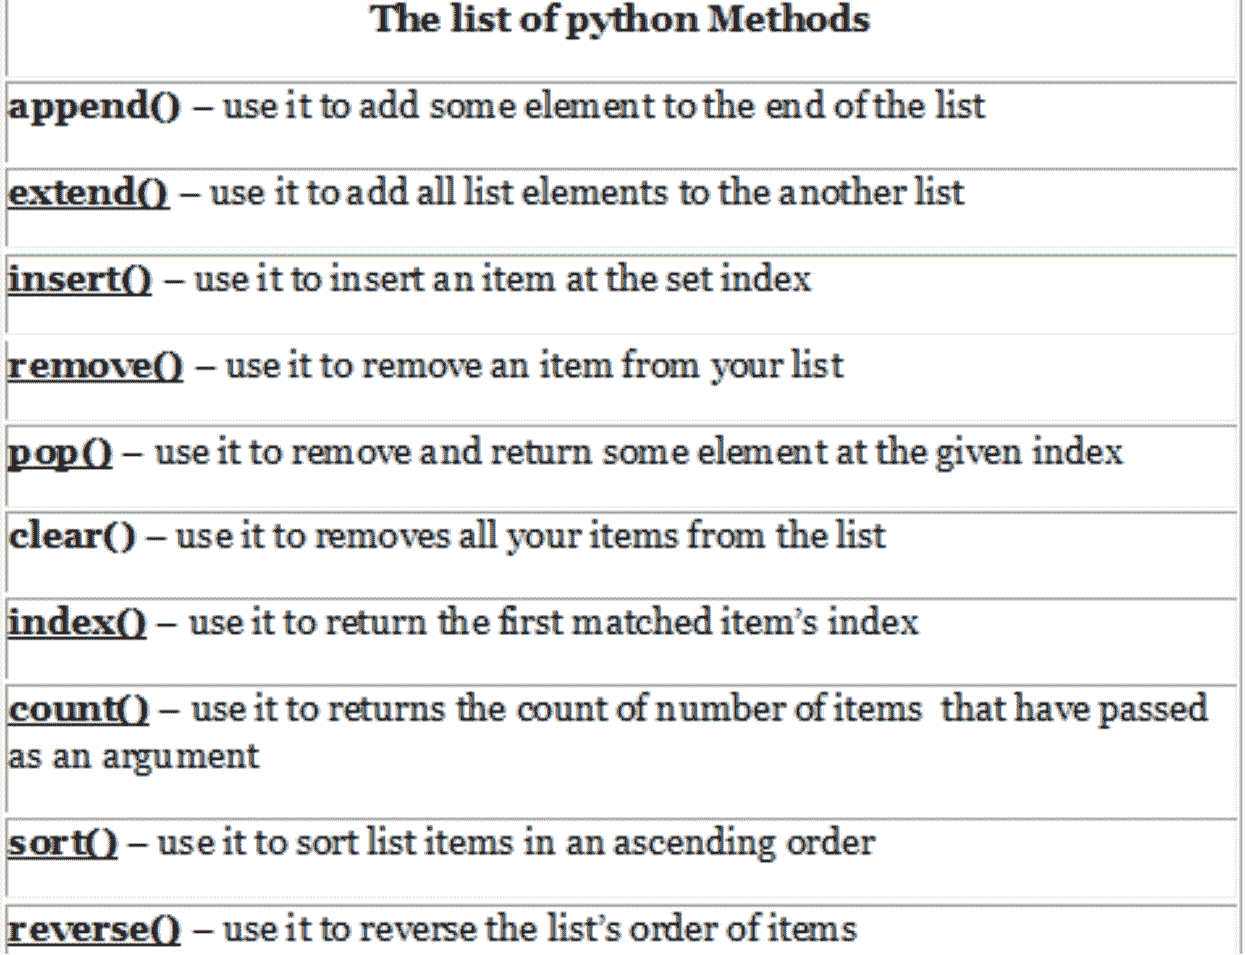 The list of python Methods
append() – use it to add some element to the end of the list
extend() – use it to add all list elements to the another list
insert() – use it to insert an item at the set index
remove() – use it to remove an item from your list
pop() – use it to remove and return some element at the given index
clear() – use it to removes all your items from the list
index() – use it to return the first matched item’s index
count() – use it to returns the count of number of items that have passed
as an argument
sort() – use it to sort list items in an ascending order
reverse() – use it to reverse the list’s order of items